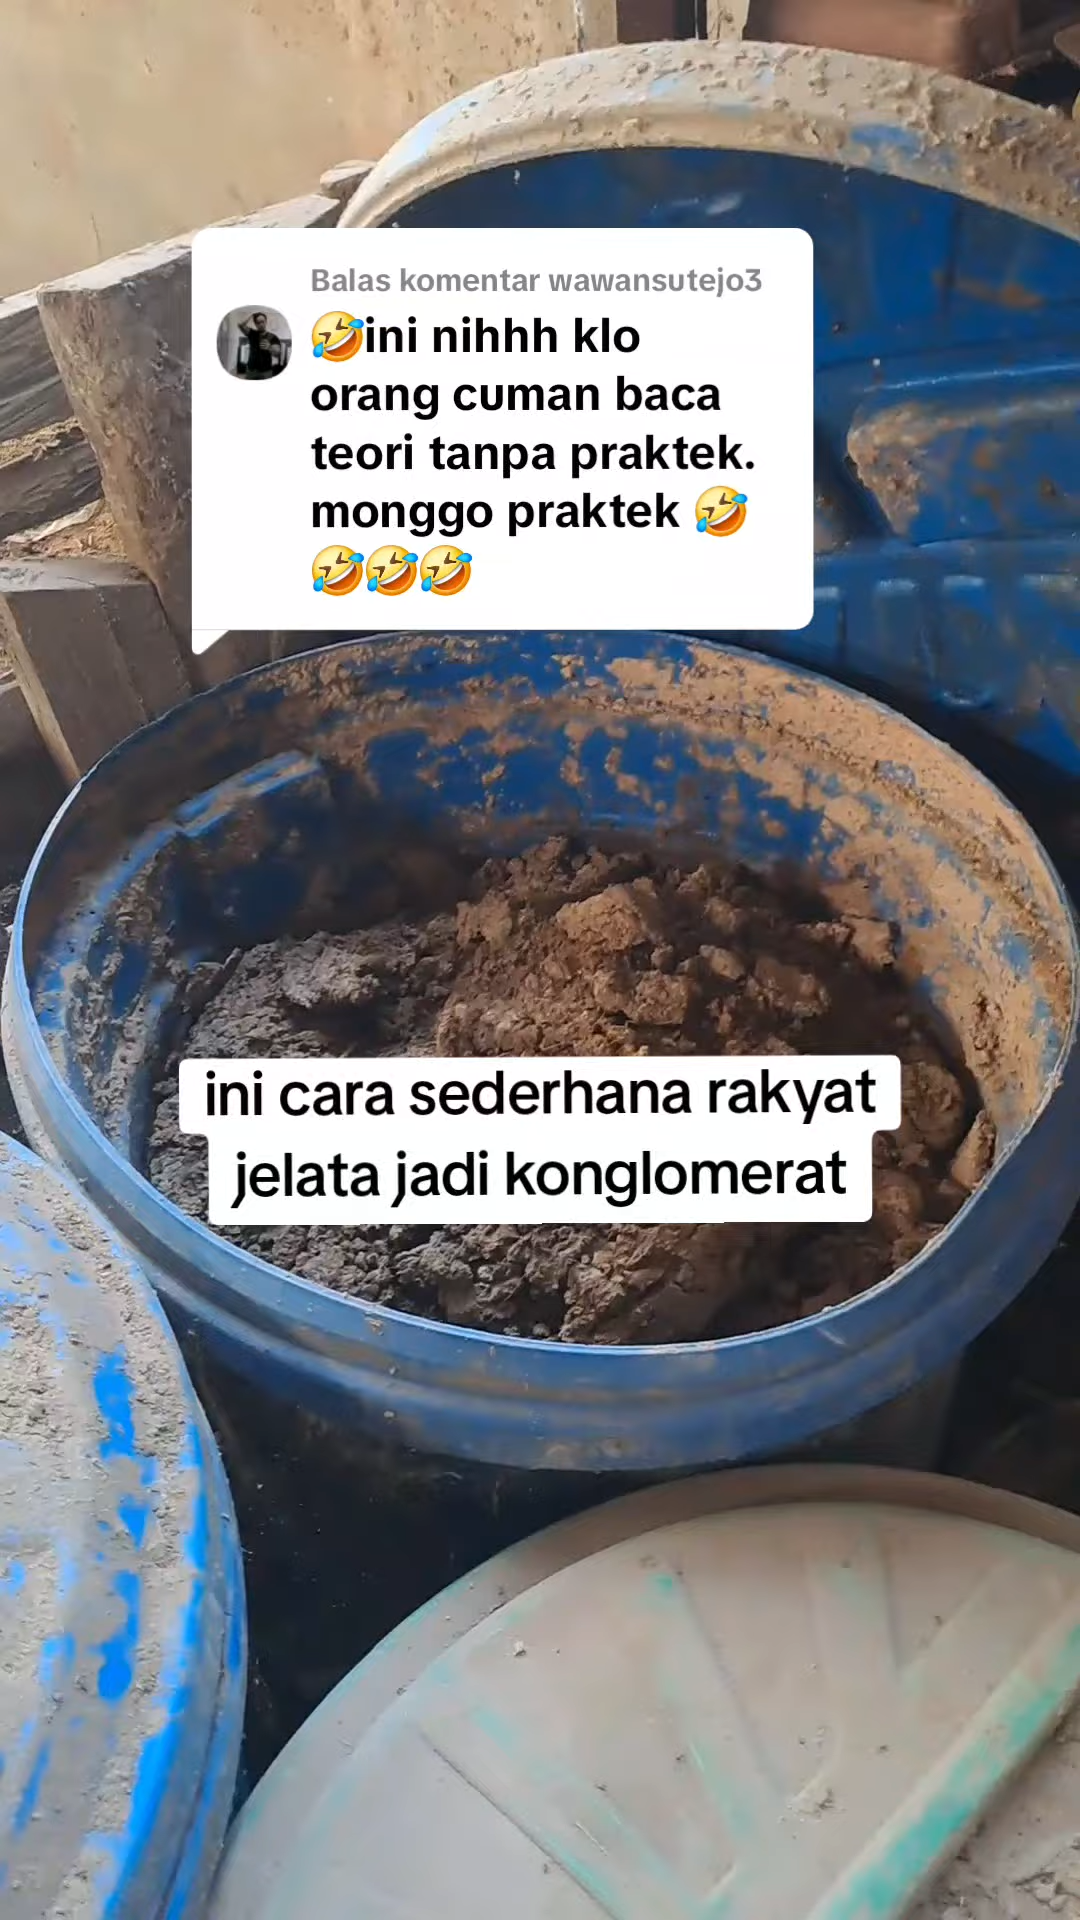 Balas komentar wawansutejo3
🤣ini nihhh klo
orang cuman baca
teori tanpa praktek.
monggo praktek 🤣
🤣🤣🤣
ini cara sederhana rakyat
jelata jadi konglomerat